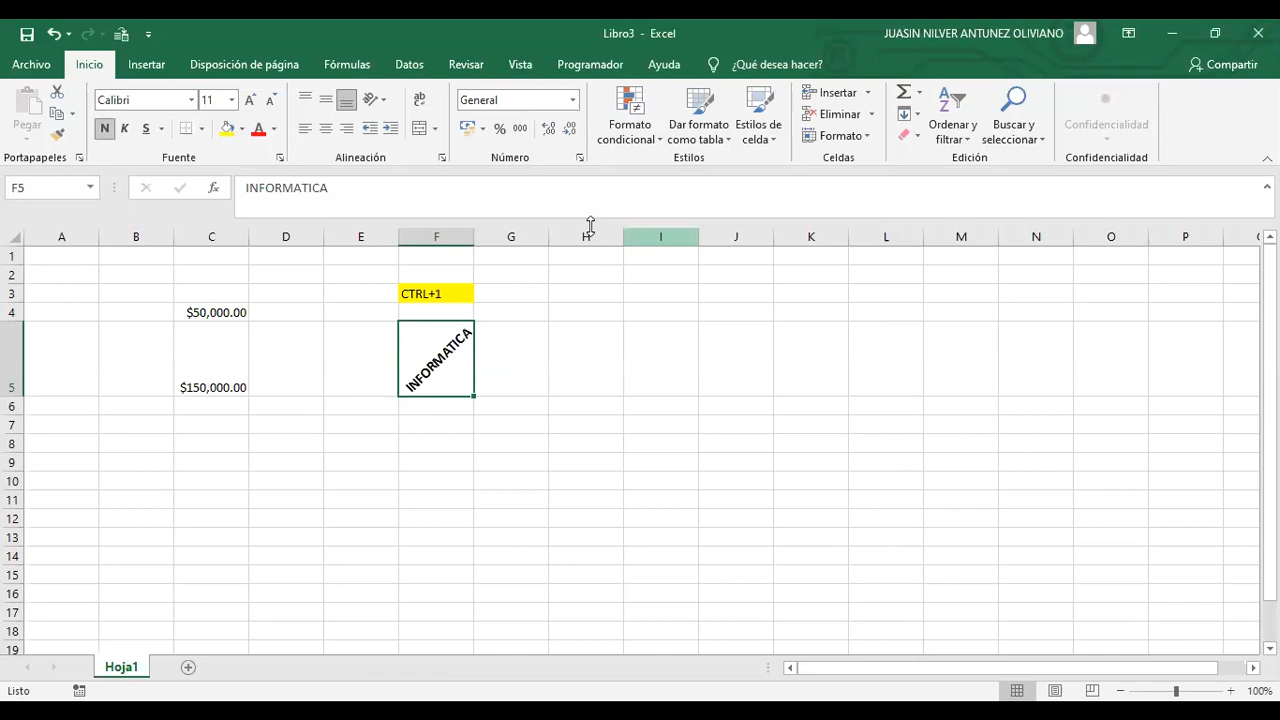 Libro3 - Excel
JUASIN NILVER ANTUNEZ OLIVIANO
Archivo Inicio Insertar Disposición de página Fórmulas Datos Revisar Vista Programador Ayuda ¿Qué desea hacer? Compartir
Pegar
Calibri 11
N K S
General
% 000
Formato condicional
Dar formato como tabla
Estilos de celda
Insertar
Eliminar
Formato
Ordenar y filtrar
Buscar y seleccionar
Confidencialidad
Portapapeles Fuente Alineación Número Estilos Celdas Edición Confidencialidad
F5 fx INFORMATICA
A B C D E F G H I J K L M N O P
1
2
3 CTRL+1
4 $50,000.00
5 $150,000.00 INFORMATICA
6
7
8
9
10
11
12
13
14
15
16
17
18
19
Hoja1
Listo 100%